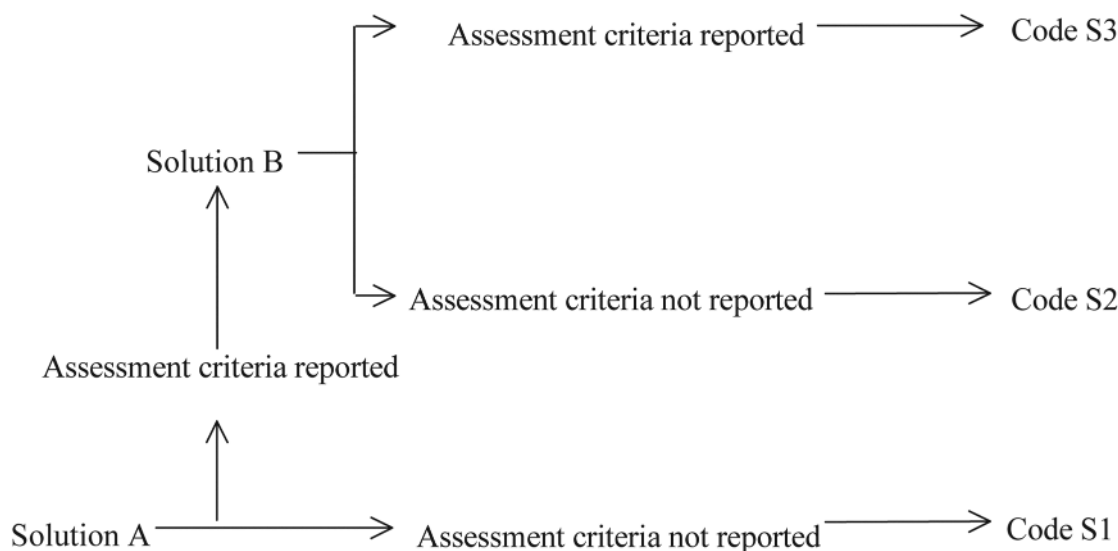 Assessment criteria reported
Code S3
Solution B
Assessment criteria not reported
Code S2
Assessment criteria reported
Solution A
Assessment criteria not reported
Code S1